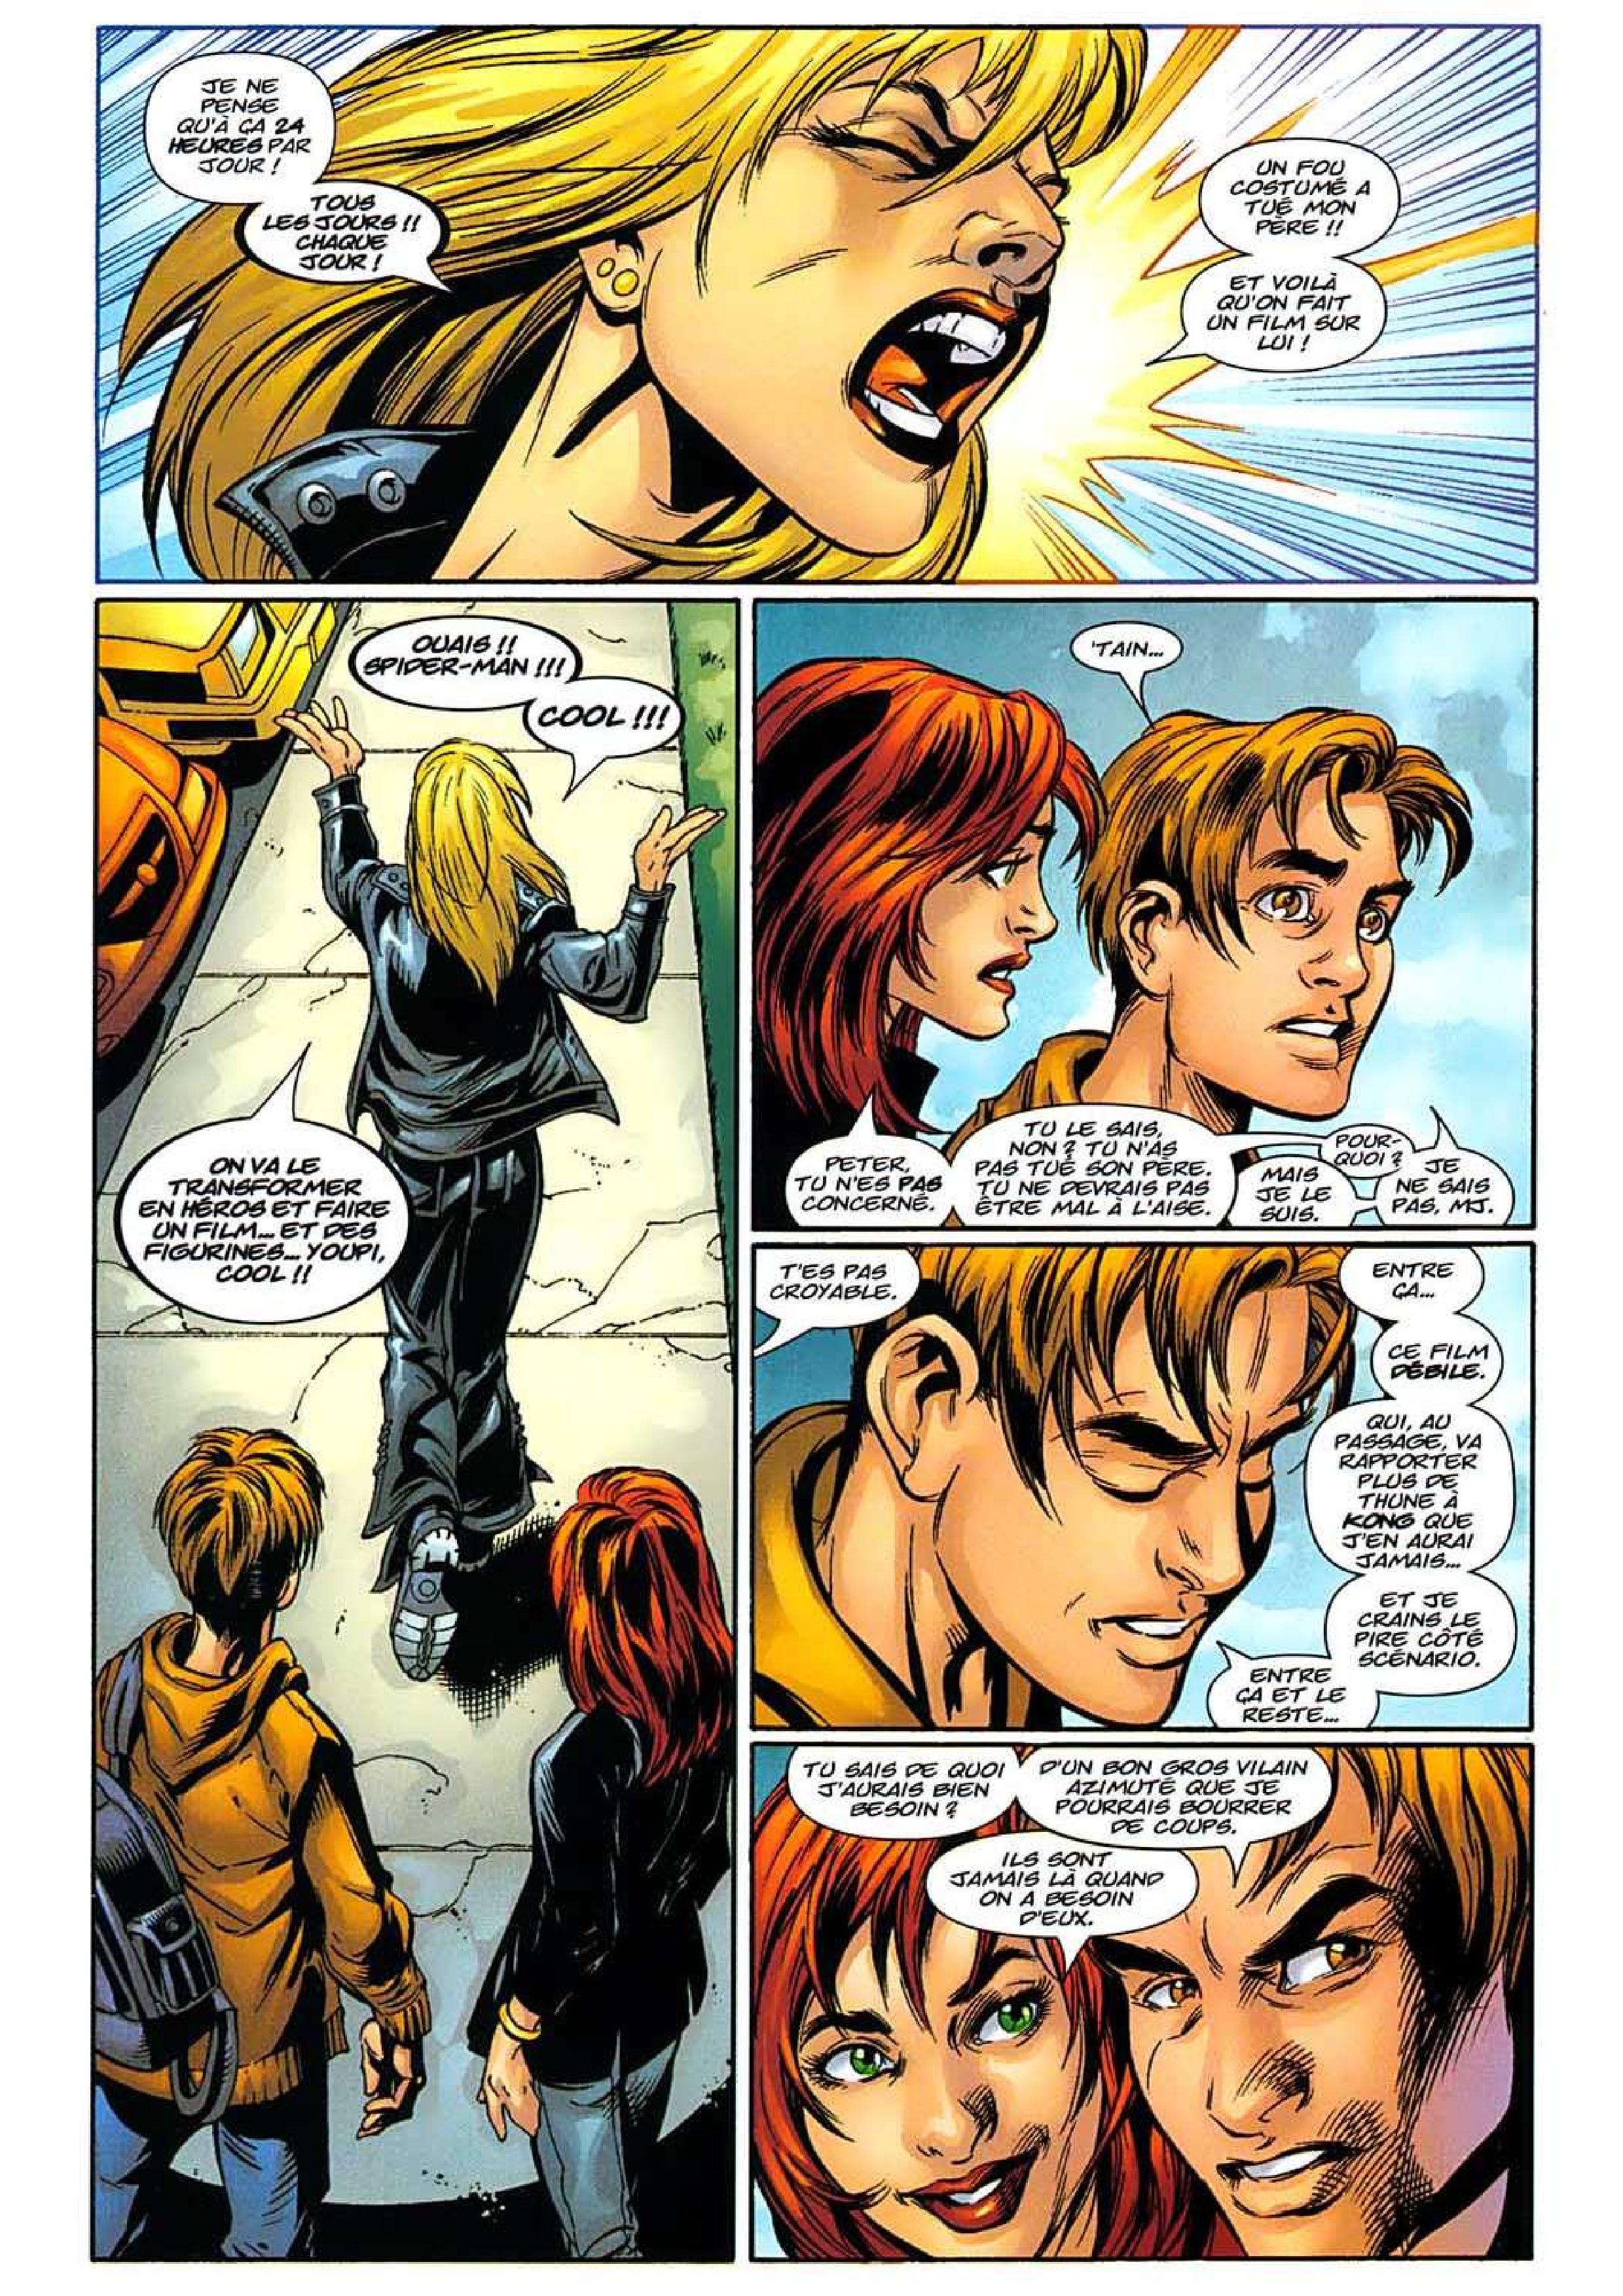 JE NE
PENSE
QU'À ÇA 24
HEURES PAR
JOUR !
TOUS
LES JOURS !!
CHAQUE
JOUR !
UN FOU
COSTUMÉ A
TUÉ MON
PÈRE !!
ET VOILÀ
QU'ON FAIT
UN FILM SUR
LUI !
OUAIS !!
SPIDER-MAN !!!
COOL !!!
ON VA LE
TRANSFORMER
EN HÉROS ET FAIRE
UN FILM... ET DES
FIGURINES... YOUPI,
COOL !!
'TAIN...
PETER,
TU N'ES PAS
CONCERNÉ.
TU LE SAIS,
NON ? TU N'AS
PAS TUÉ SON PÈRE.
TU NE DEVRAIS PAS
ÊTRE MAL À L'AISE.
MAIS
JE LE
SUIS.
POUR-
QUOI ?
JE
NE SAIS
PAS, MJ.
T'ES PAS
CROYABLE.
ENTRE
ÇA...
CE FILM
DÉBILE.
QUI, AU
PASSAGE, VA
RAPPORTER
PLUS DE
THUNE À
KONG QUE
J'EN AURAI
JAMAIS...
ET JE
CRAINS LE
PIRE CÔTÉ
SCÉNARIO.
ENTRE
ÇA ET LE
RESTE...
TU SAIS DE QUOI
J'AURAIS BIEN
BESOIN ?
D'UN BON GROS VILAIN
AZIMUTÉ QUE JE
POURRAIS BOURRER
DE COUPS.
ILS SONT
JAMAIS LÀ QUAND
ON A BESOIN
D'EUX.